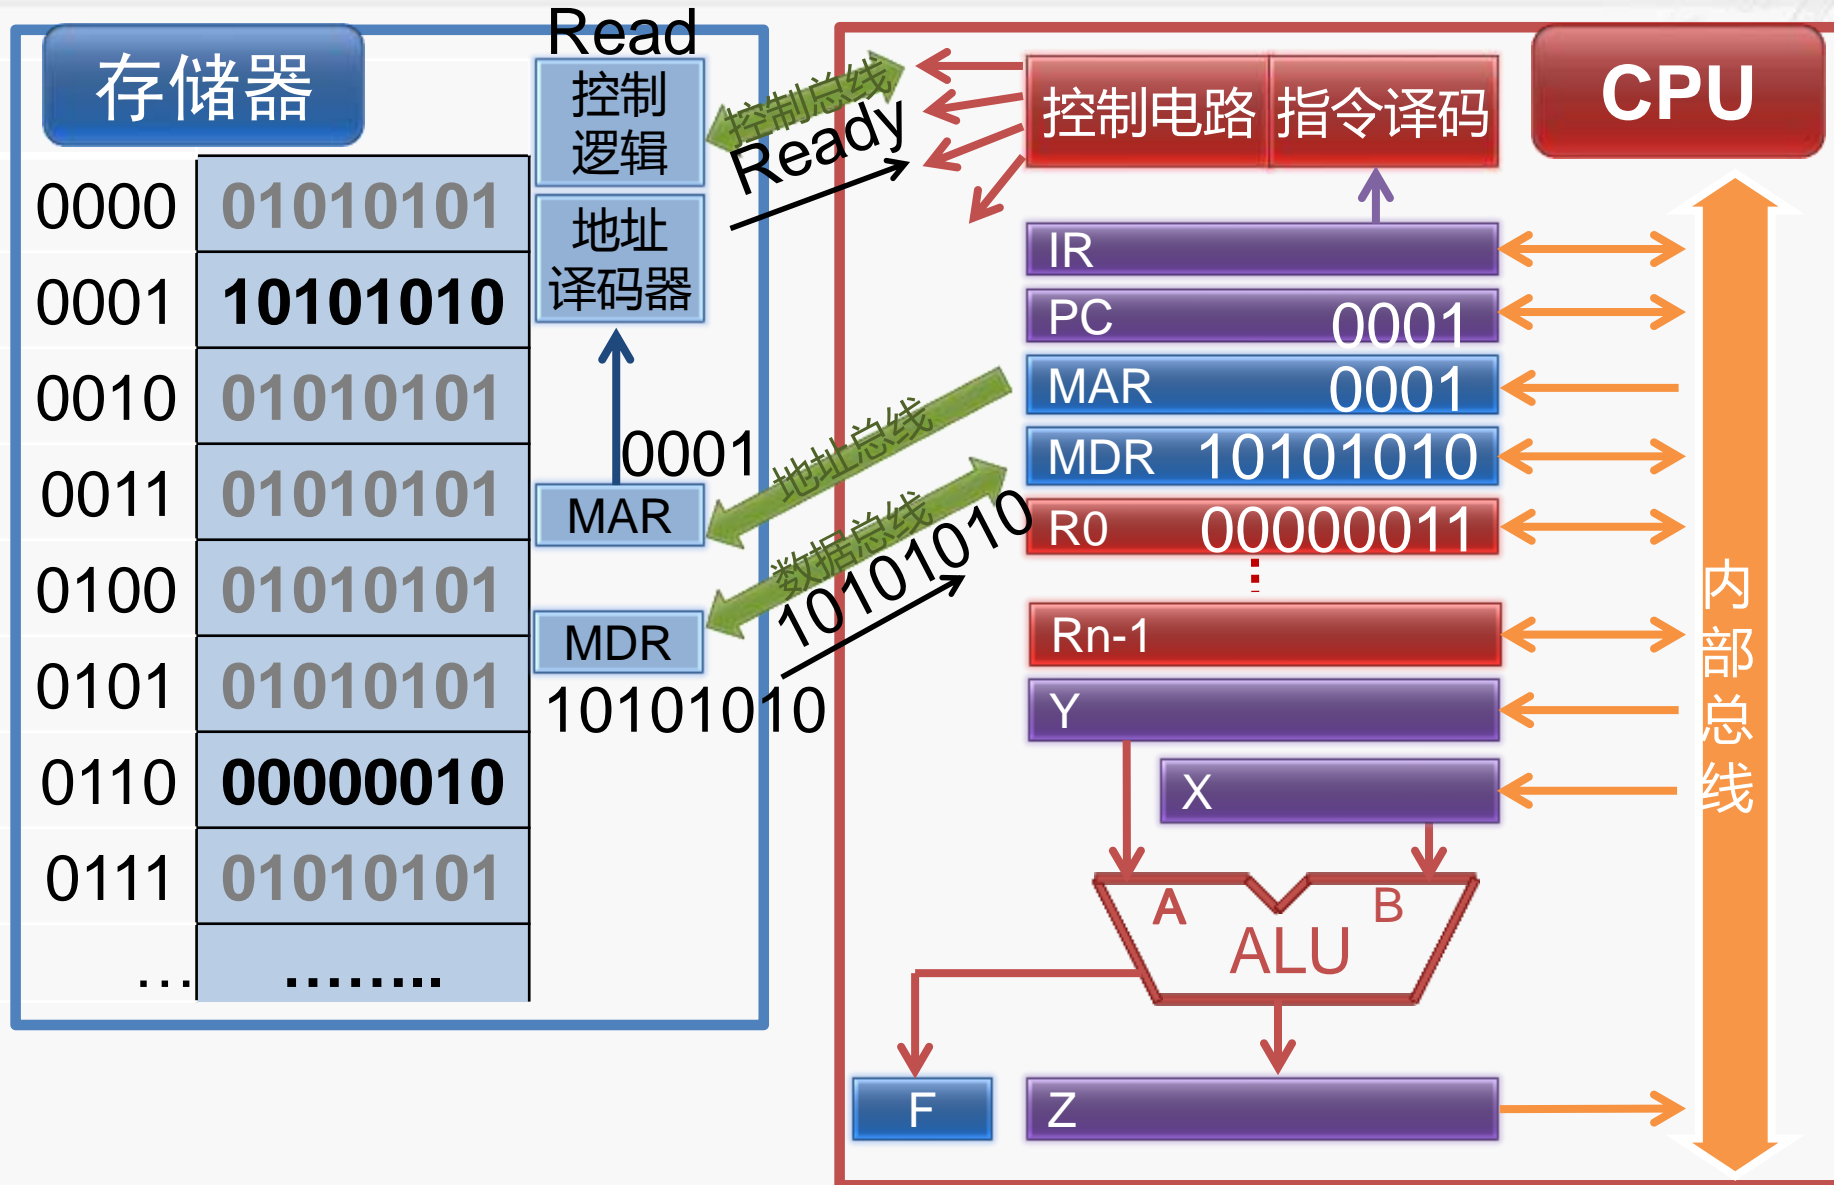 存储器
Read
控制
逻辑
地址
译码器
0000 01010101
0001 10101010
0010 01010101
0011 01010101
0100 01010101
0101 01010101
0110 00000010
0111 01010101
... ........
0001
MAR
MDR
10101010
控制总线
Ready
地址总线
数据总线
10101010
CPU
控制电路 指令译码
IR
PC 0001
MAR 0001
MDR 10101010
R0 00000011
Rn-1
Y
X
A B
ALU
F
Z
内
部
总
线